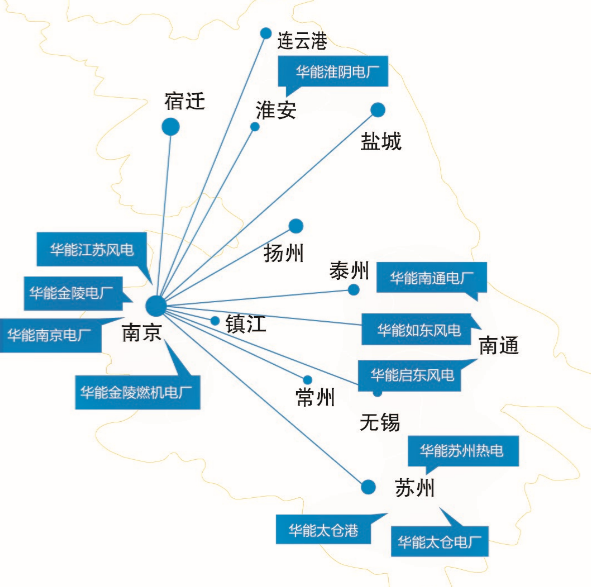 连云港
华能淮阴电厂
宿迁
淮安
盐城
华能江苏风电
扬州
泰州
华能南通电厂
华能金陵电厂
华能南京电厂
南京
镇江
华能如东风电
南通
华能启东风电
华能金陵燃机电厂
常州
无锡
华能苏州热电
苏州
华能太仓港
华能太仓电厂